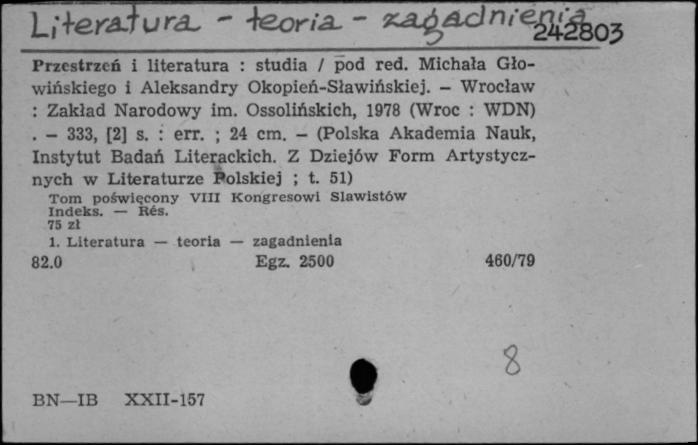 Literatura - teoria - zagadnienia
242803
Przestrzeń i literatura : studia / pod red. Michała Gło-
wińskiego i Aleksandry Okopień-Sławińskiej. – Wrocław
: Zakład Narodowy im. Ossolińskich, 1978 (Wroc : WDN)
. – 333, [2] s. : err. ; 24 cm. – (Polska Akademia Nauk,
Instytut Badań Literackich. Z Dziejów Form Artystycz-
nych w Literaturze Polskiej ; t. 51)
Tom poświęcony VIII Kongresowi Slawistów
Indeks. — Rés.
75 zł
1. Literatura — teoria — zagadnienia
82.0 Egz. 2500 460/79
8
BN—IB XXII-157